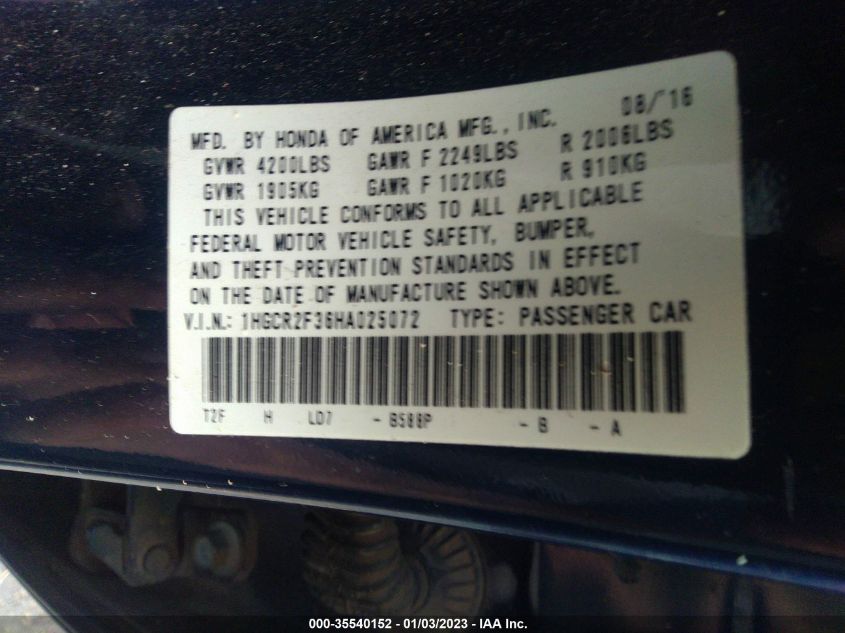 08/16
MFD. BY HONDA OF AMERICA MFG., INC.
GVWR 4200LBS GAWR F 2249LBS R 2006LBS
GVWR 1905KG GAWR F 1020KG R 910KG
THIS VEHICLE CONFORMS TO ALL APPLICABLE
FEDERAL MOTOR VEHICLE SAFETY, BUMPER,
AND THEFT PREVENTION STANDARDS IN EFFECT
ON THE DATE OF MANUFACTURE SHOWN ABOVE.
V.I.N.: 1HGCR2F36HA025072 TYPE: PASSENGER CAR
T2F H LD7 - B588P - B - A
000-35540152 - 01/03/2023 - IAA Inc.